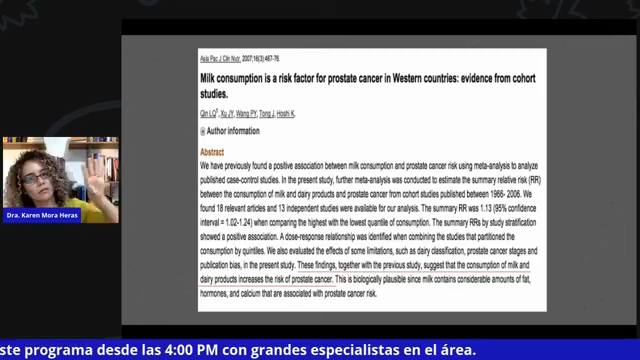 Asia Pac J Clin Nutr. 2007;16(3):467-76.
Milk consumption is a risk factor for prostate cancer in Western countries: evidence from cohort
studies.
Qin LQ1, Xu JY, Wang PY, Tong J, Hoshi K.
Author information
Abstract
We have previously found a positive association between milk consumption and prostate cancer risk using meta-analysis to analyze
published case-control studies. In the present study, further meta-analysis was conducted to estimate the summary relative risk (RR)
between the consumption of milk and dairy products and prostate cancer from cohort studies published between 1966- 2006. We
found 18 relevant articles and 13 independent studies were available for our analysis. The summary RR was 1.13 (95% confidence
interval = 1.02-1.24) when comparing the highest with the lowest quantile of consumption. The summary RRs by study stratification
showed a positive association. A dose-response relationship was identified when combining the studies that partitioned the
consumption by quintiles. We also evaluated the effects of some limitations, such as dairy classification, prostate cancer stages and
publication bias, in the present study. These findings, together with the previous study, suggest that the consumption of milk and
dairy products increases the risk of prostate cancer. This is biologically plausible since milk contains considerable amounts of fat,
hormones, and calcium that are associated with prostate cancer risk.
Dra. Karen Mora Heras
ste programa desde las 4:00 PM con grandes especialistas en el área.